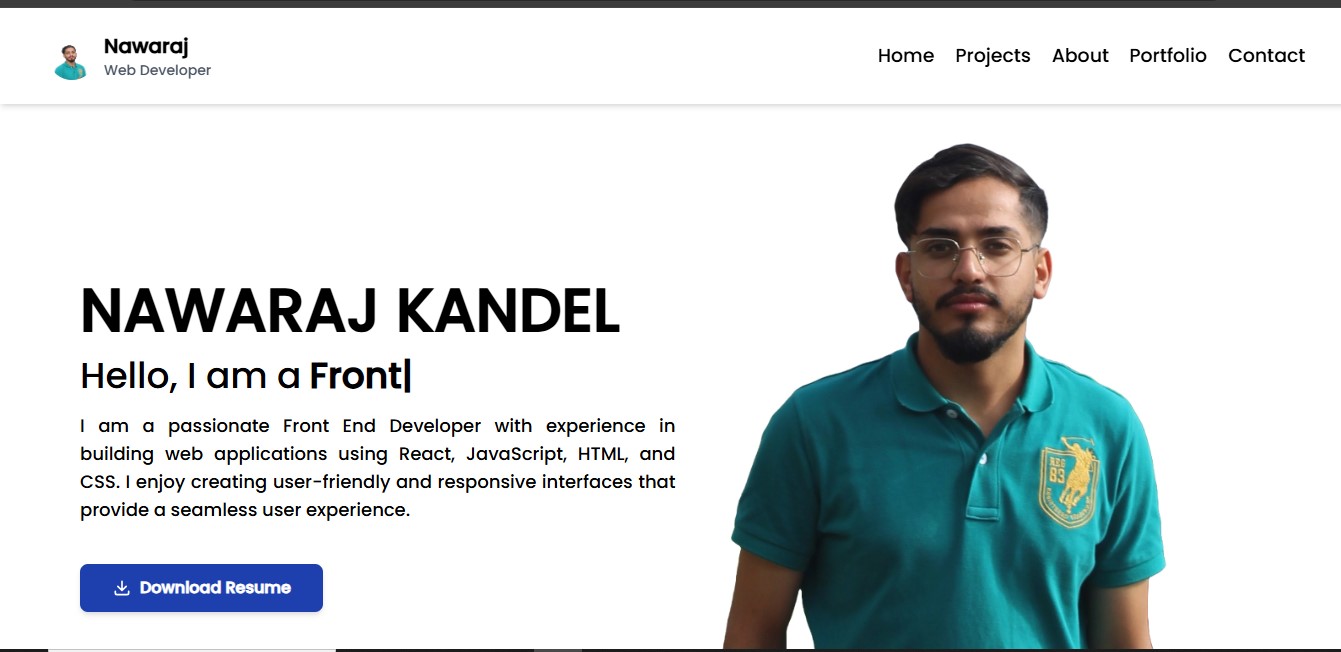 Nawaraj
Web Developer
Home Projects About Portfolio Contact
NAWARAJ KANDEL
Hello, I am a Front|
I am a passionate Front End Developer with experience in
building web applications using React, JavaScript, HTML, and
CSS. I enjoy creating user-friendly and responsive interfaces that
provide a seamless user experience.
Download Resume
REG
83